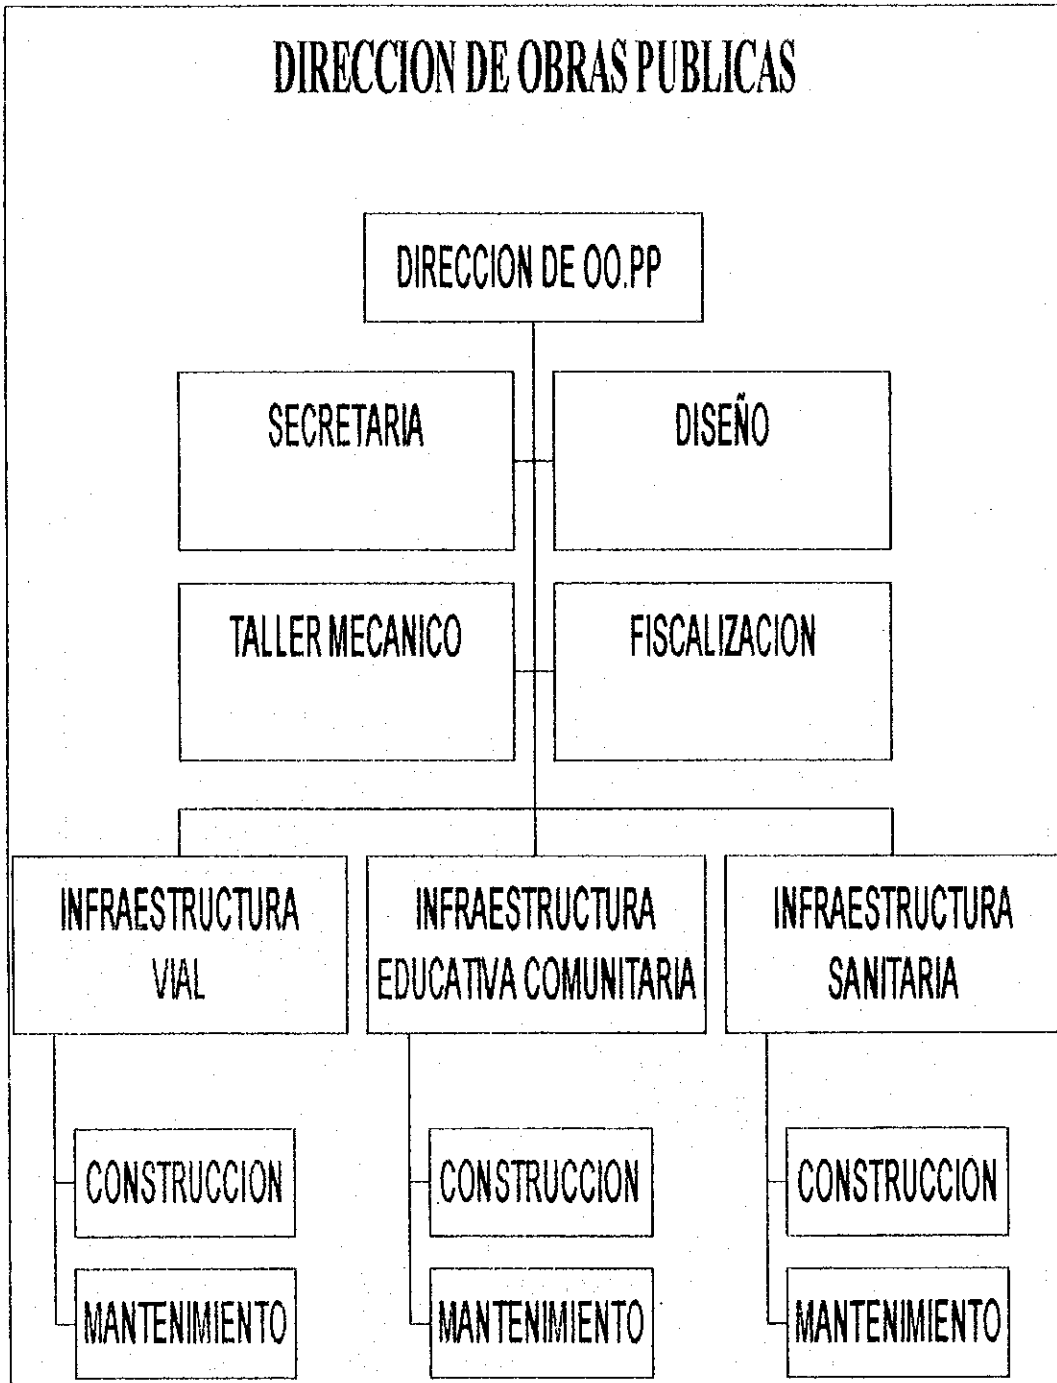 DIRECCION DE OBRAS PUBLICAS
DIRECCION DE OO.PP
SECRETARIA
DISEÑO
TALLER MECANICO
FISCALIZACION
INFRAESTRUCTURA
VIAL
INFRAESTRUCTURA
EDUCATIVA COMUNITARIA
INFRAESTRUCTURA
SANITARIA
CONSTRUCCION
CONSTRUCCION
CONSTRUCCION
MANTENIMIENTO
MANTENIMIENTO
MANTENIMIENTO